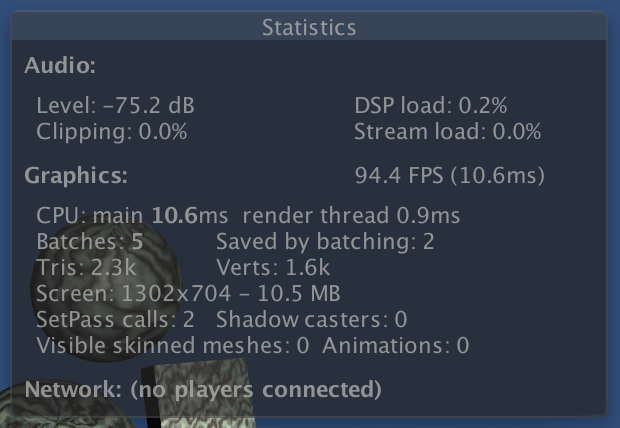 Statistics
Audio:
Level: -75.2 dB DSP load: 0.2%
Clipping: 0.0% Stream load: 0.0%
Graphics: 94.4 FPS (10.6ms)
CPU: main 10.6ms render thread 0.9ms
Batches: 5 Saved by batching: 2
Tris: 2.3k Verts: 1.6k
Screen: 1302x704 - 10.5 MB
SetPass calls: 2 Shadow casters: 0
Visible skinned meshes: 0 Animations: 0
Network: (no players connected)